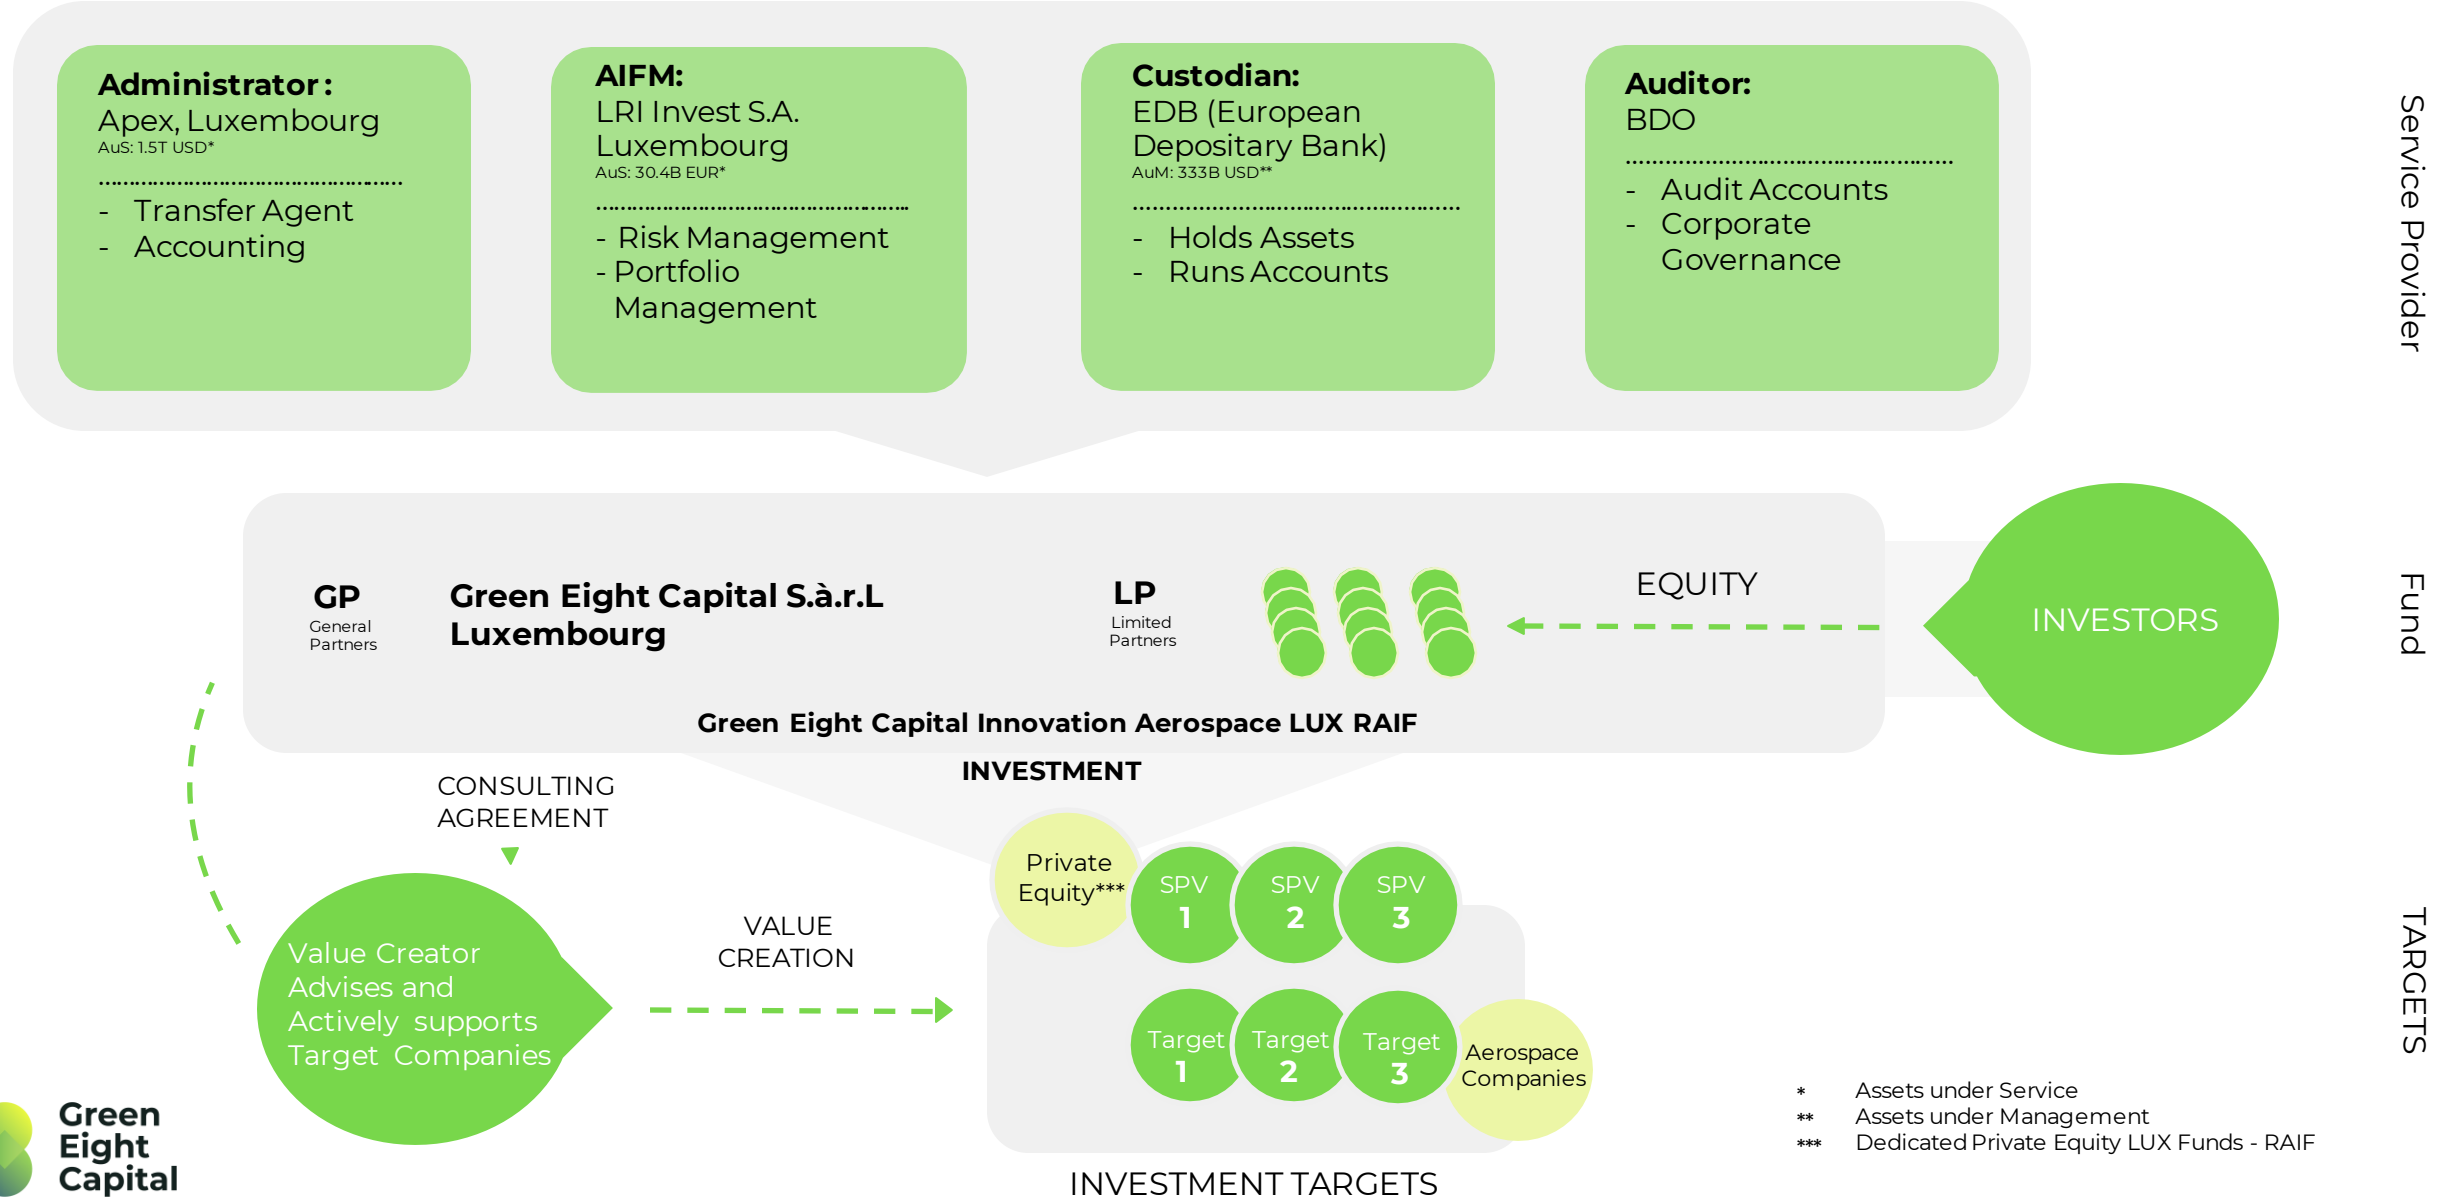 Administrator :
Apex, Luxembourg
AuS: 1.5T USD*
- Transfer Agent
- Accounting
AIFM:
LRI Invest S.A.
Luxembourg
AuS: 30.4B EUR*
- Risk Management
- Portfolio
Management
Custodian:
EDB (European
Depositary Bank)
AuM: 333B USD**
- Holds Assets
- Runs Accounts
Auditor:
BDO
- Audit Accounts
- Corporate
Governance
Service Provider
GP
General
Partners
Green Eight Capital S.à.r.L
Luxembourg
LP
Limited
Partners
EQUITY
INVESTORS
Fund
Green Eight Capital Innovation Aerospace LUX RAIF
INVESTMENT
CONSULTING
AGREEMENT
Value Creator
Advises and
Actively supports
Target Companies
VALUE
CREATION
Private
Equity***
SPV
1
SPV
2
SPV
3
Target
1
Target
2
Target
3
Aerospace
Companies
INVESTMENT TARGETS
TARGETS
* Assets under Service
** Assets under Management
*** Dedicated Private Equity LUX Funds - RAIF
Green
Eight
Capital